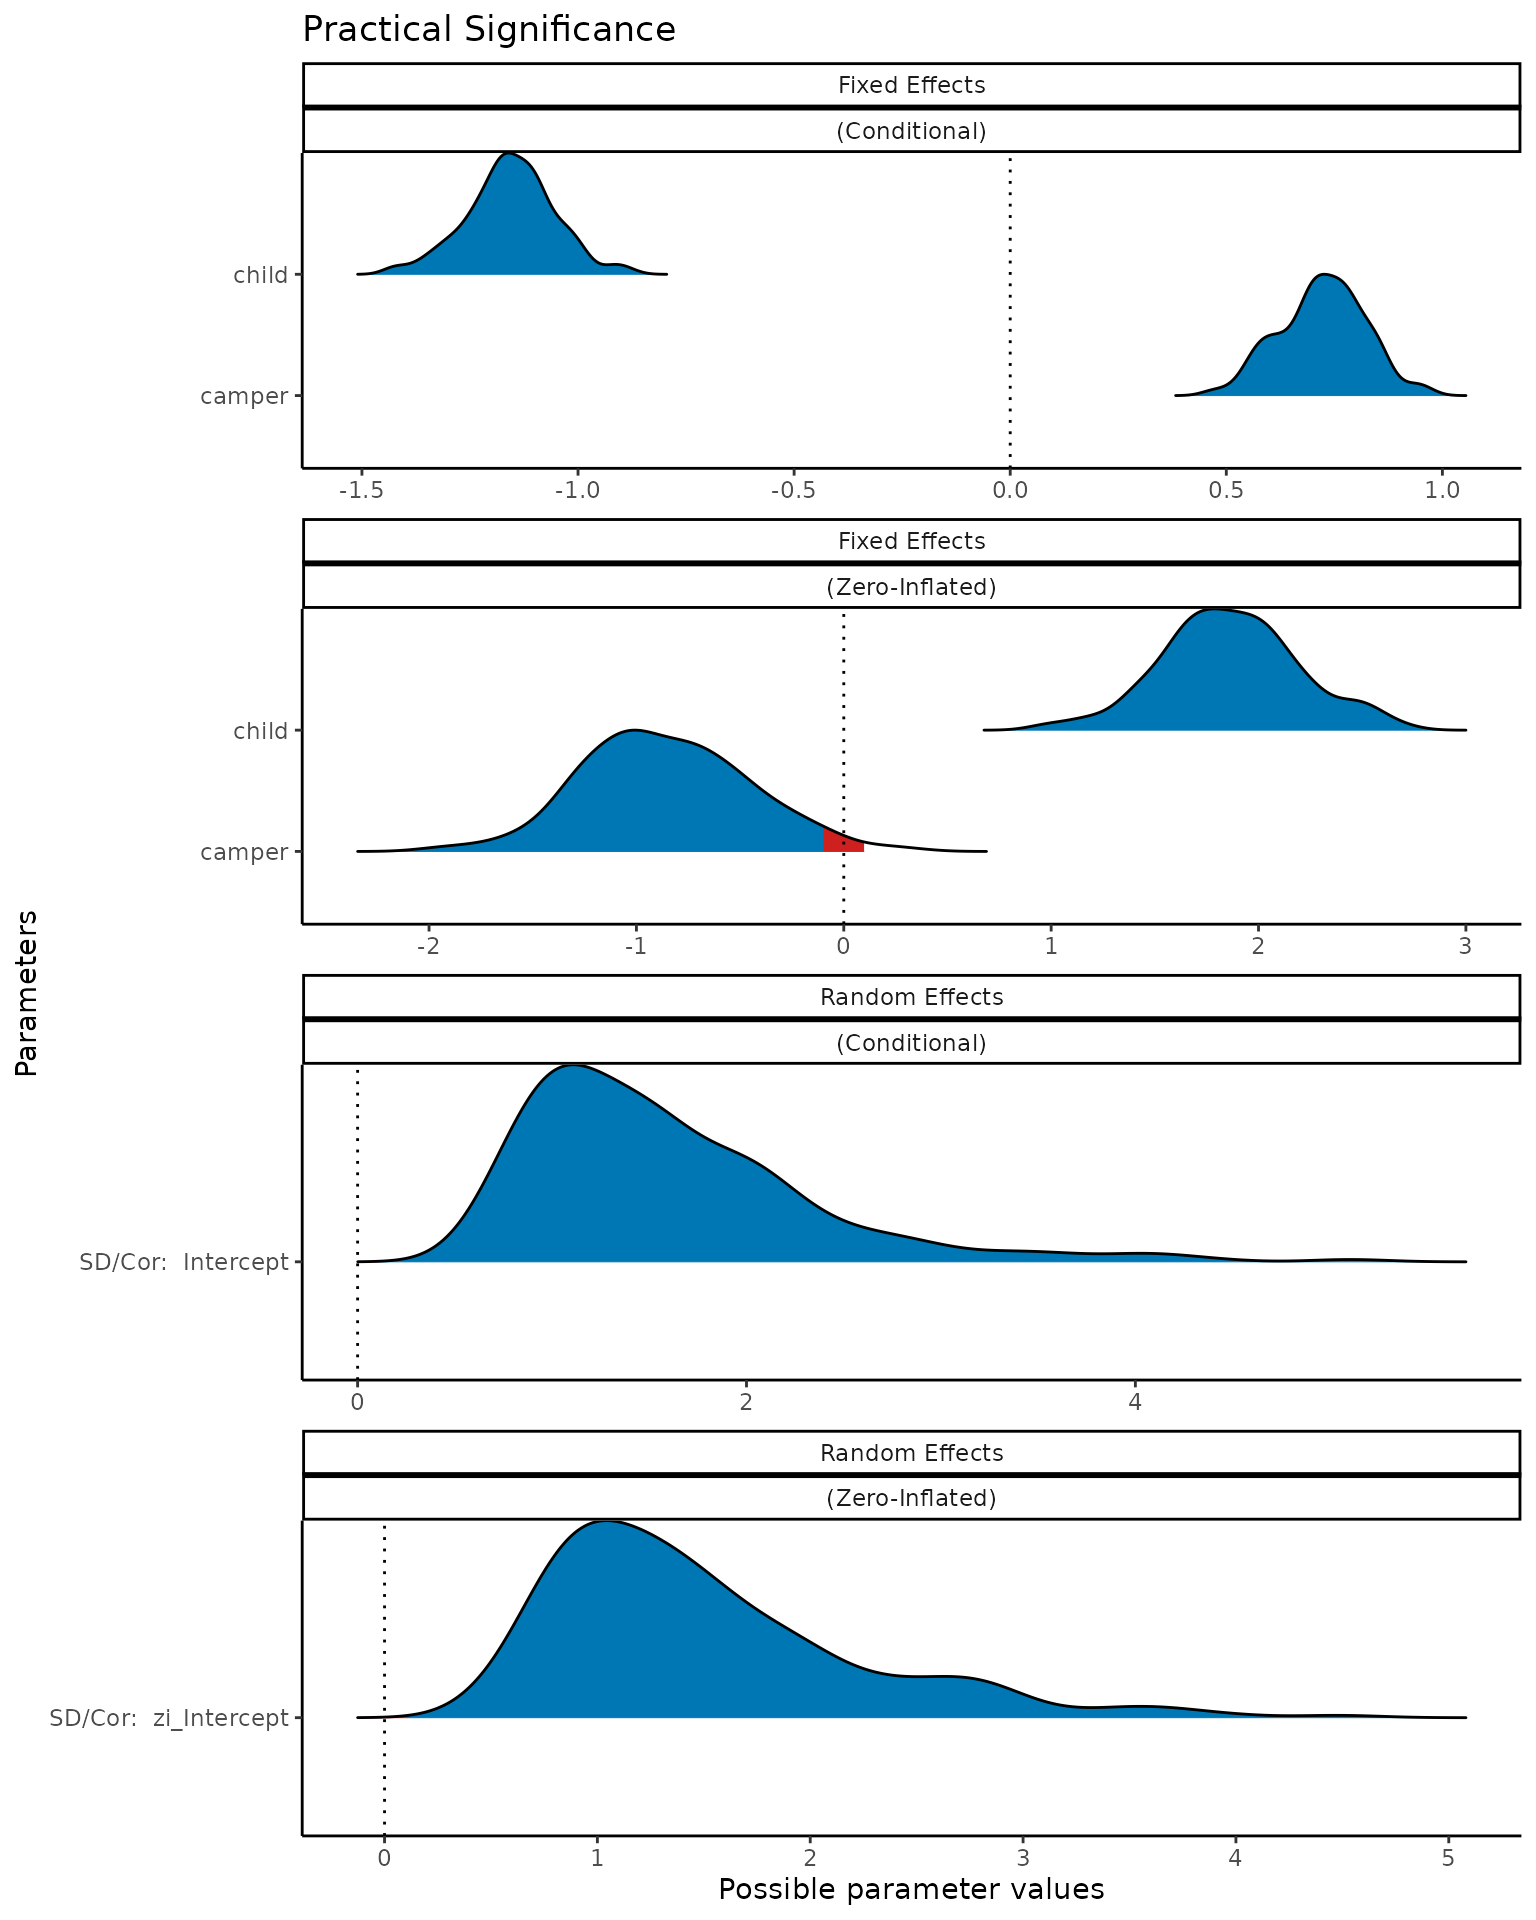 Practical Significance
Fixed Effects
(Conditional)
child
camper
-1.5 -1.0 -0.5 0.0 0.5 1.0
Fixed Effects
(Zero-Inflated)
child
camper
-2 -1 0 1 2 3
Parameters
Random Effects
(Conditional)
SD/Cor: Intercept
0 2 4
Random Effects
(Zero-Inflated)
SD/Cor: zi_Intercept
0 1 2 3 4 5
Possible parameter values